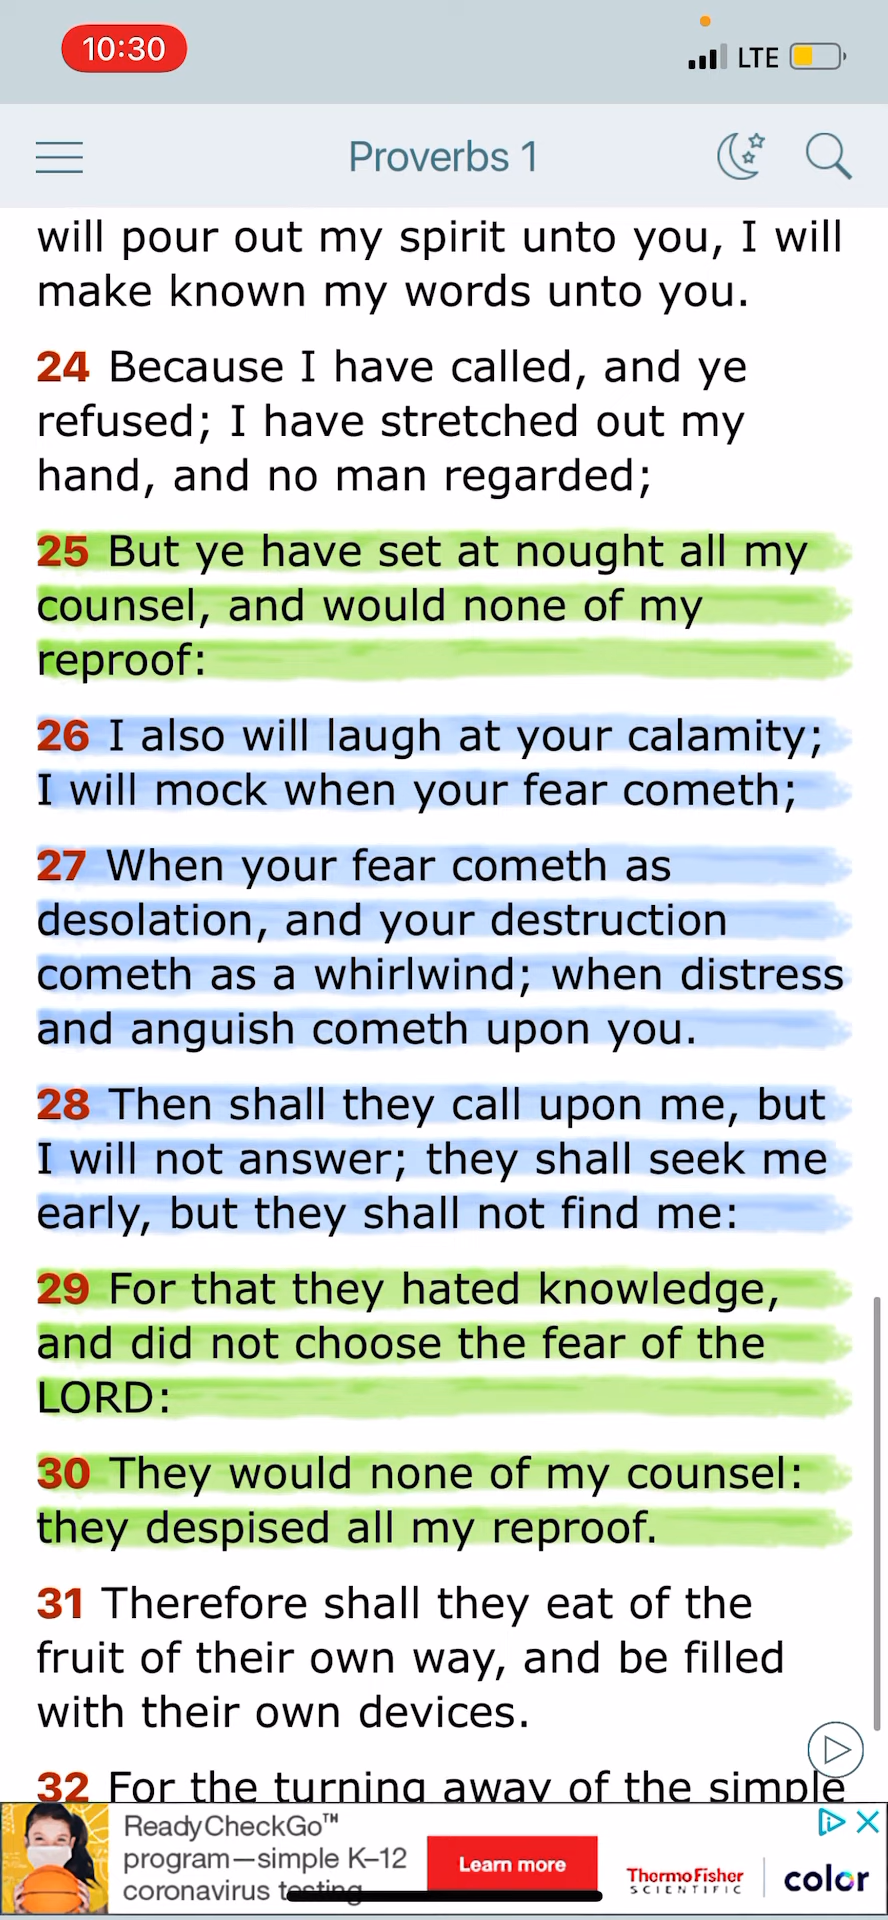 10:30
LTE
Proverbs 1
will pour out my spirit unto you, I will
make known my words unto you.
24 Because I have called, and ye
refused; I have stretched out my
hand, and no man regarded;
25 But ye have set at nought all my
counsel, and would none of my
reproof:
26 I also will laugh at your calamity;
I will mock when your fear cometh;
27 When your fear cometh as
desolation, and your destruction
cometh as a whirlwind; when distress
and anguish cometh upon you.
28 Then shall they call upon me, but
I will not answer; they shall seek me
early, but they shall not find me:
29 For that they hated knowledge,
and did not choose the fear of the
LORD:
30 They would none of my counsel:
they despised all my reproof.
31 Therefore shall they eat of the
fruit of their own way, and be filled
with their own devices.
32 For the turning away of the simple
ReadyCheckGo™
program—simple K–12
coronavirus testing
Learn more
ThermoFisher
SCIENTIFIC
color